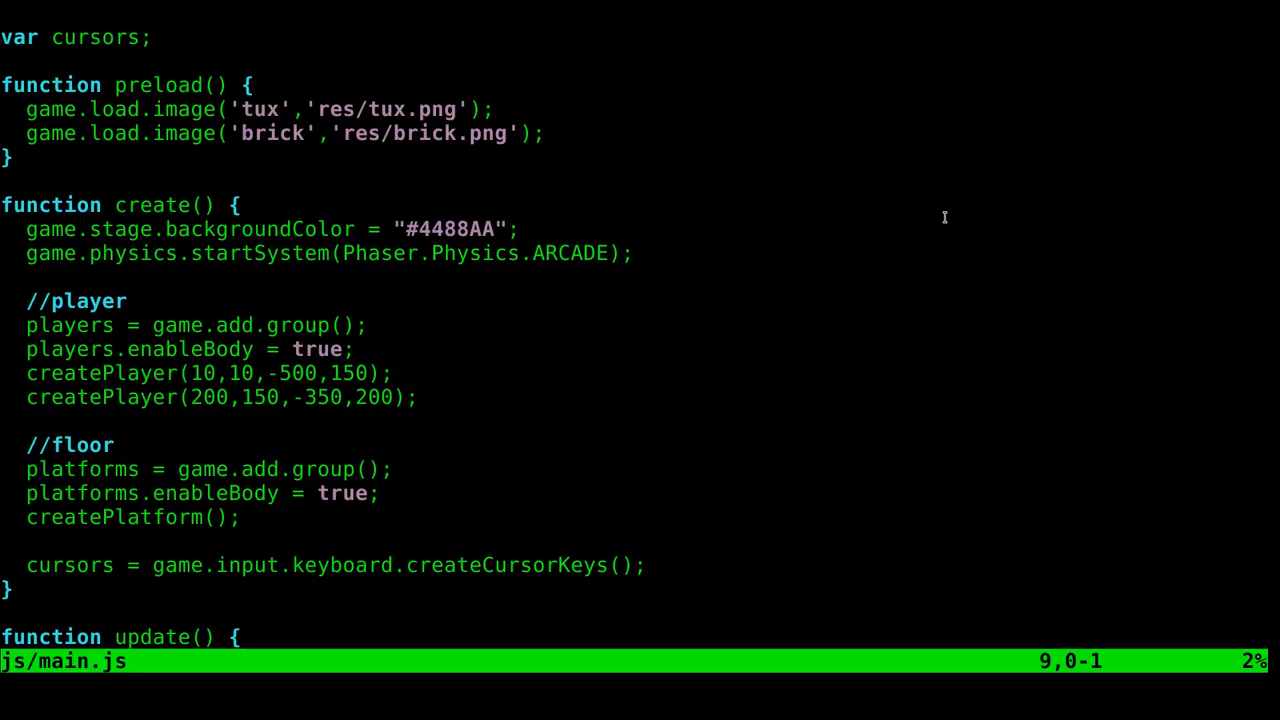 var cursors;
function preload() {
  game.load.image('tux','res/tux.png');
  game.load.image('brick','res/brick.png');
}
function create() {
  game.stage.backgroundColor = "#4488AA";
  game.physics.startSystem(Phaser.Physics.ARCADE);
  //player
  players = game.add.group();
  players.enableBody = true;
  createPlayer(10,10,-500,150);
  createPlayer(200,150,-350,200);
  //floor
  platforms = game.add.group();
  platforms.enableBody = true;
  createPlatform();
  cursors = game.input.keyboard.createCursorKeys();
}
function update() {
js/main.js 9,0-1 2%